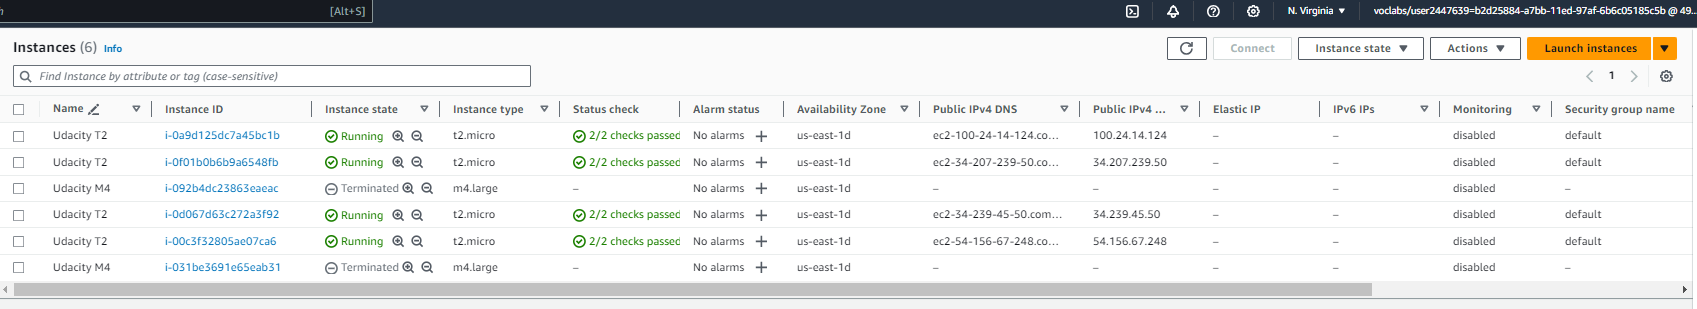 [Alt+S]
N. Virginia
voclabs/user2447639=b2d25884-a7bb-11ed-97af-6b6c05185c5b @ 49...
Instances (6) Info
Connect Instance state Actions Launch instances
Find Instance by attribute or tag (case-sensitive)
1
Name Instance ID Instance state Instance type Status check Alarm status Availability Zone Public IPv4 DNS Public IPv4 ... Elastic IP IPv6 IPs Monitoring Security group name
Udacity T2 i-0a9d125dc7a45bc1b Running t2.micro 2/2 checks passed No alarms + us-east-1d ec2-100-24-14-124.co... 100.24.14.124 – – disabled default
Udacity T2 i-0f01b0b6b9a6548fb Running t2.micro 2/2 checks passed No alarms + us-east-1d ec2-34-207-239-50.co... 34.207.239.50 – – disabled default
Udacity M4 i-092b4dc23863eaeac Terminated m4.large – No alarms + us-east-1d – – – – disabled –
Udacity T2 i-0d067d63c272a3f92 Running t2.micro 2/2 checks passed No alarms + us-east-1d ec2-34-239-45-50.com... 34.239.45.50 – – disabled default
Udacity T2 i-00c3f32805ae07ca6 Running t2.micro 2/2 checks passed No alarms + us-east-1d ec2-54-156-67-248.co... 54.156.67.248 – – disabled default
Udacity M4 i-031be3691e65eab31 Terminated m4.large – No alarms + us-east-1d – – – – disabled –